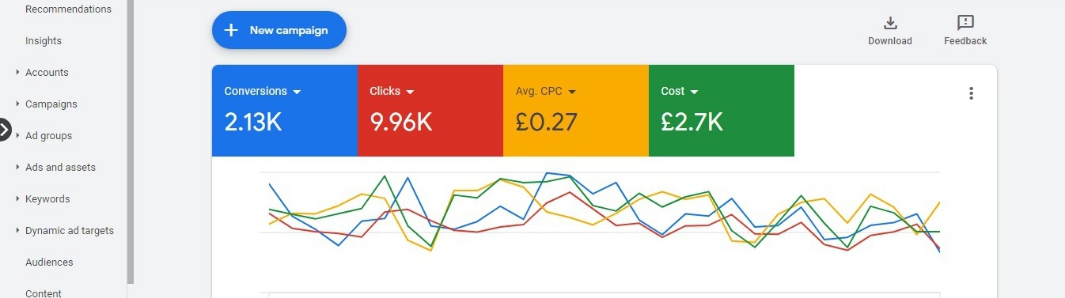 Recommendations
Insights
Accounts
Campaigns
Ad groups
Ads and assets
Keywords
Dynamic ad targets
Audiences
Content
New campaign
Download
Feedback
Conversions
2.13K
Clicks
9.96K
Avg. CPC
£0.27
Cost
£2.7K